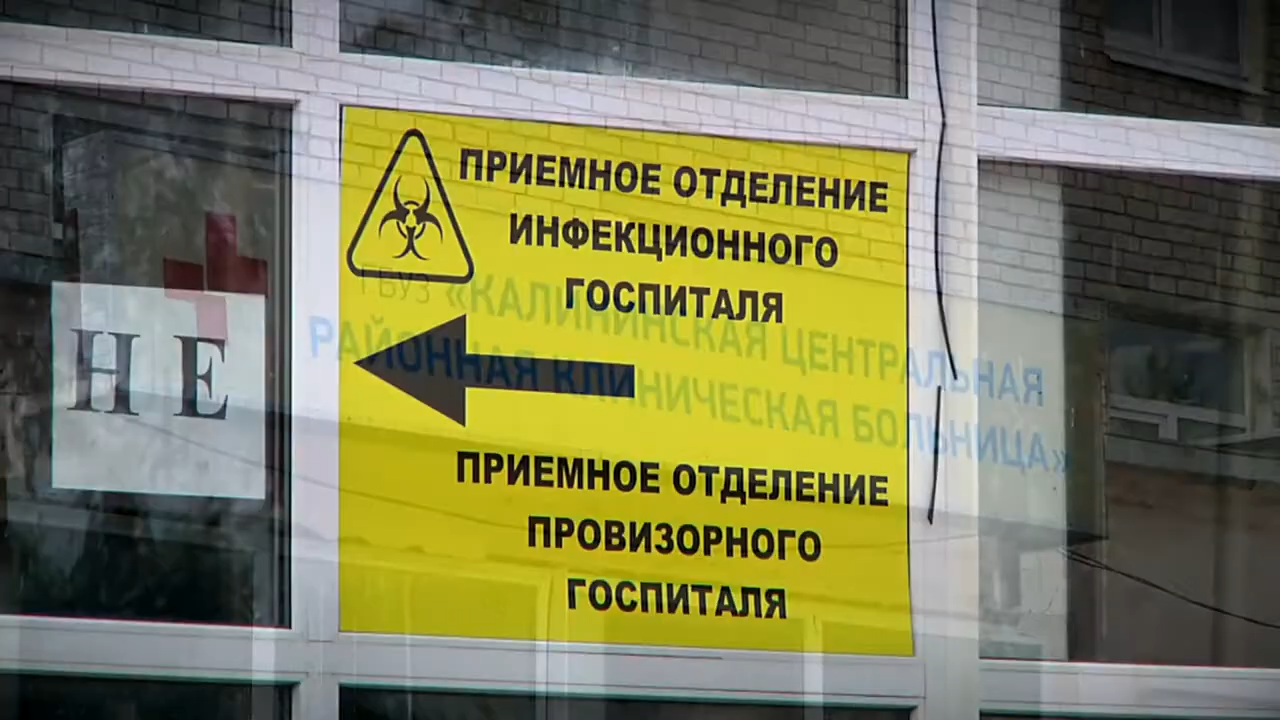 ПРИЕМНОЕ ОТДЕЛЕНИЕ
ИНФЕКЦИОННОГО
ГОСПИТАЛЯ
ГБУЗ «КАЛИНИНСКАЯ ЦЕНТРАЛЬНАЯ
РАЙОННАЯ КЛИНИЧЕСКАЯ БОЛЬНИЦА»
НЕ
ПРИЕМНОЕ ОТДЕЛЕНИЕ
ПРОВИЗОРНОГО
ГОСПИТАЛЯ